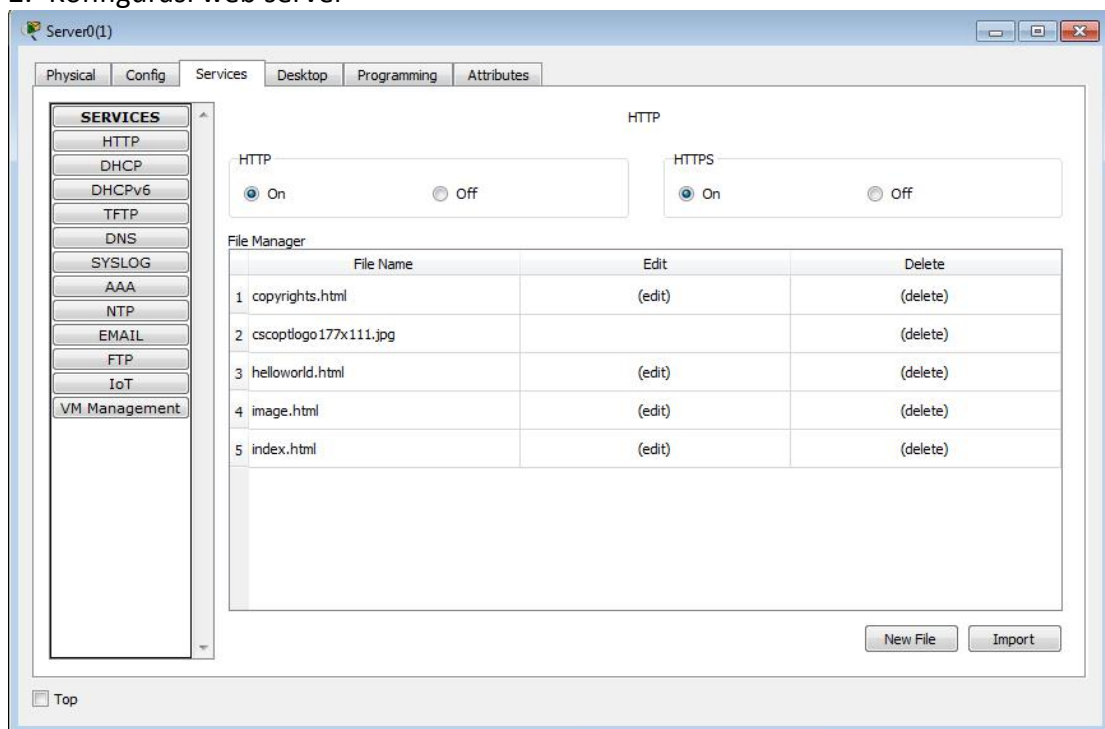 2. Konfigurasi web server
Server0(1)
Physical Config Services Desktop Programming Attributes
SERVICES
HTTP
DHCP
DHCPv6
TFTP
DNS
SYSLOG
AAA
NTP
EMAIL
FTP
IoT
VM Management
HTTP
HTTP HTTPS
On Off On Off
File Manager
File Name Edit Delete
1 copyrights.html (edit) (delete)
2 cscoptlogo177x111.jpg (delete)
3 helloworld.html (edit) (delete)
4 image.html (edit) (delete)
5 index.html (edit) (delete)
New File Import
Top